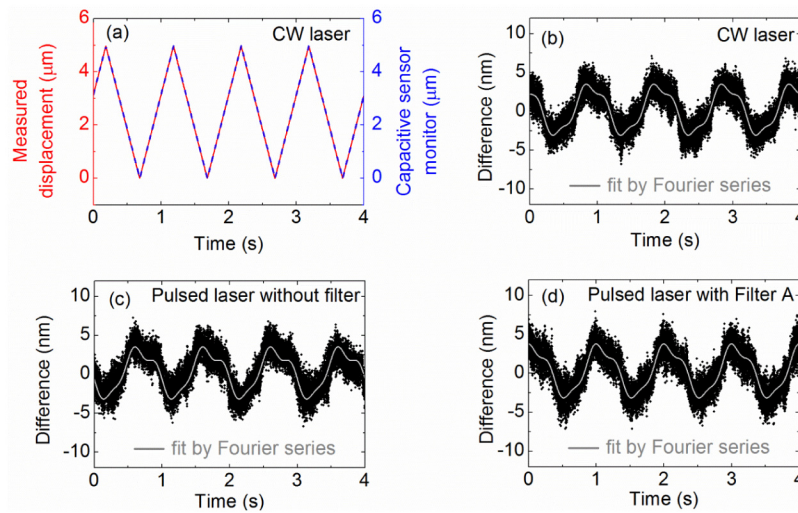 (a) CW laser
Measured
displacement (μm)
6
4
2
0
0 1 2 3 4
Time (s)
6
4
2
0
Capacitive sensor
monitor (μm)
(b) CW laser
Difference (nm)
10
5
0
-5
-10
fit by Fourier series
0 1 2 3 4
Time (s)
(c) Pulsed laser without filter
Difference (nm)
10
5
0
-5
-10
fit by Fourier series
0 1 2 3 4
Time (s)
(d) Pulsed laser with Filter A
Difference (nm)
10
5
0
-5
-10
fit by Fourier series
0 1 2 3 4
Time (s)